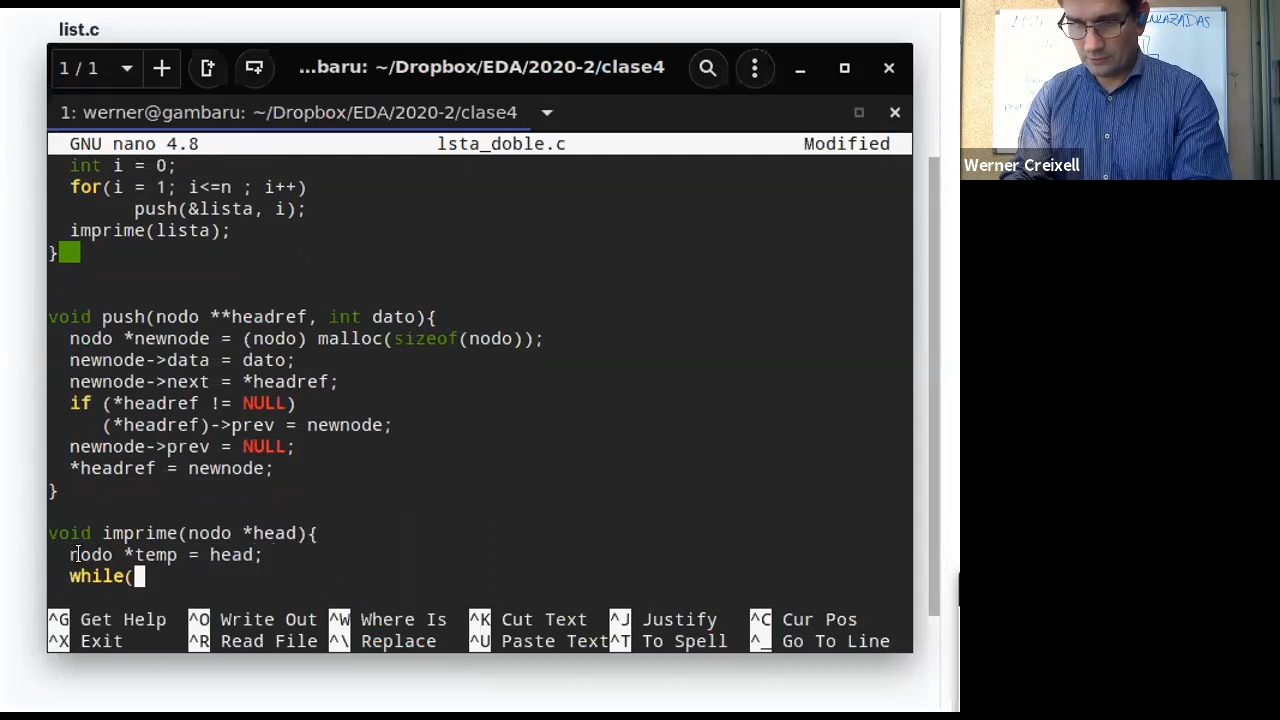 list.c
1 / 1
...baru: ~/Dropbox/EDA/2020-2/clase4
1: werner@gambaru: ~/Dropbox/EDA/2020-2/clase4
GNU nano 4.8 lsta_doble.c Modified
int i = 0;
for(i = 1; i<=n ; i++)
push(&lista, i);
imprime(lista);
}
void push(nodo **headref, int dato){
nodo *newnode = (nodo) malloc(sizeof(nodo));
newnode->data = dato;
newnode->next = *headref;
if (*headref != NULL)
(*headref)->prev = newnode;
newnode->prev = NULL;
*headref = newnode;
}
void imprime(nodo *head){
nodo *temp = head;
while(
^G Get Help ^O Write Out ^W Where Is ^K Cut Text ^J Justify ^C Cur Pos
^X Exit ^R Read File ^\ Replace ^U Paste Text ^T To Spell ^_ Go To Line
Werner Creixell